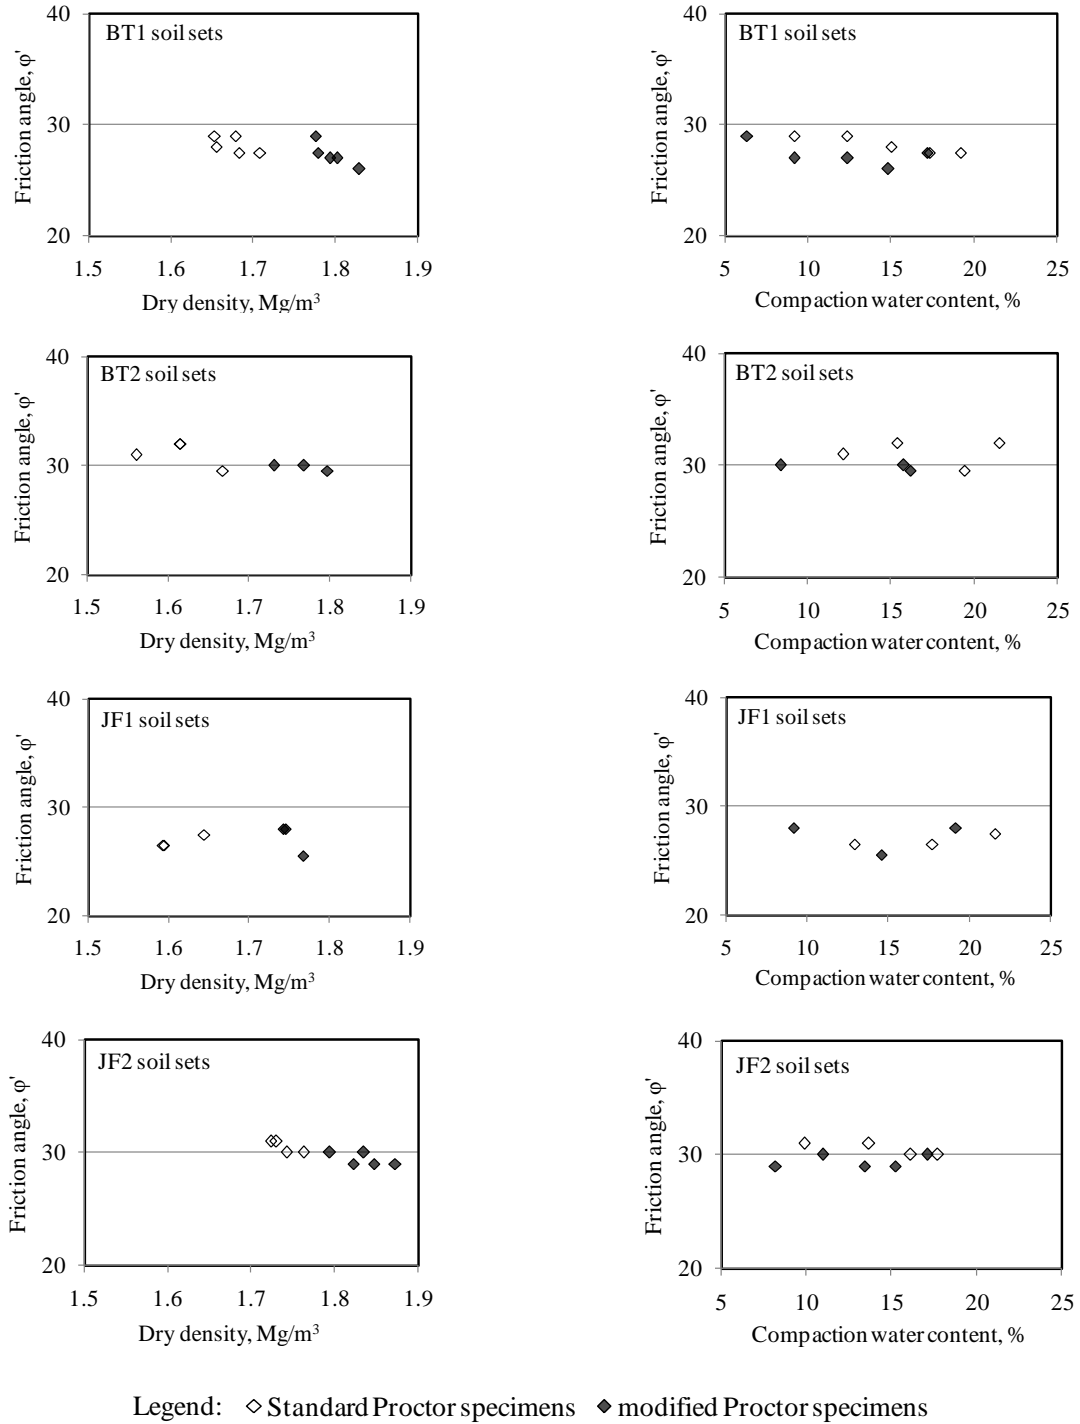 40
BT1 soil sets
30
20
Friction angle, φ'
1.5 1.6 1.7 1.8 1.9
Dry density, Mg/m³
40
BT1 soil sets
30
20
Friction angle, φ'
5 10 15 20 25
Compaction water content, %
40
BT2 soil sets
30
20
Friction angle, φ'
1.5 1.6 1.7 1.8 1.9
Dry density, Mg/m³
40
BT2 soil sets
30
20
Friction angle, φ'
5 10 15 20 25
Compaction water content, %
40
JF1 soil sets
30
20
Friction angle, φ'
1.5 1.6 1.7 1.8 1.9
Dry density, Mg/m³
40
JF1 soil sets
30
20
Friction angle, φ'
5 10 15 20 25
Compaction water content, %
40
JF2 soil sets
30
20
Friction angle, φ'
1.5 1.6 1.7 1.8 1.9
Dry density, Mg/m³
40
JF2 soil sets
30
20
Friction angle, φ'
5 10 15 20 25
Compaction water content, %
Legend: ◇ Standard Proctor specimens ◆ modified Proctor specimens